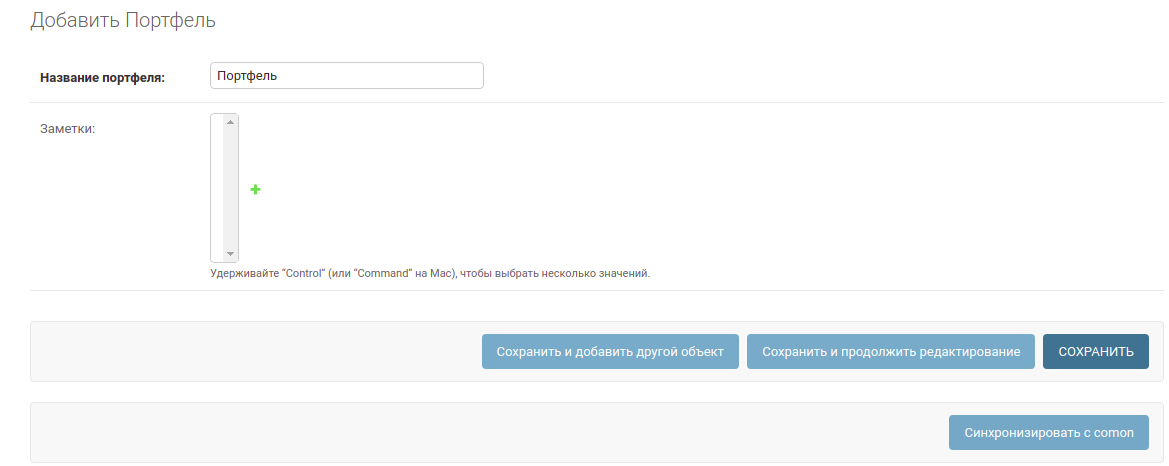 Добавить Портфель
Название портфеля: Портфель
Заметки:
Удерживайте “Control“ (или “Command“ на Mac), чтобы выбрать несколько значений.
Сохранить и добавить другой объект Сохранить и продолжить редактирование СОХРАНИТЬ
Синхронизировать с comon